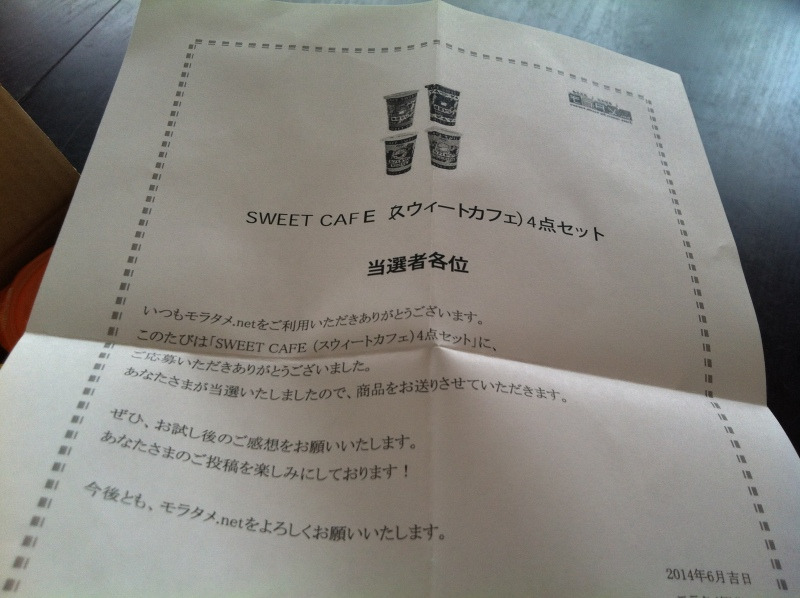 モラタメ
SWEET CAFE (スウィートカフェ)4点セット
当選者各位
いつもモラタメ.netをご利用いただきありがとうございます。
このたびは「SWEET CAFE (スウィートカフェ)4点セット」に、
ご応募いただきありがとうございました。
あなたさまが当選いたしましたので、商品をお送りさせていただきます。
ぜひ、お試し後のご感想をお願いいたします。
あなたさまのご投稿を楽しみにしております!
今後とも、モラタメ.netをよろしくお願いいたします。
2014年6月吉日